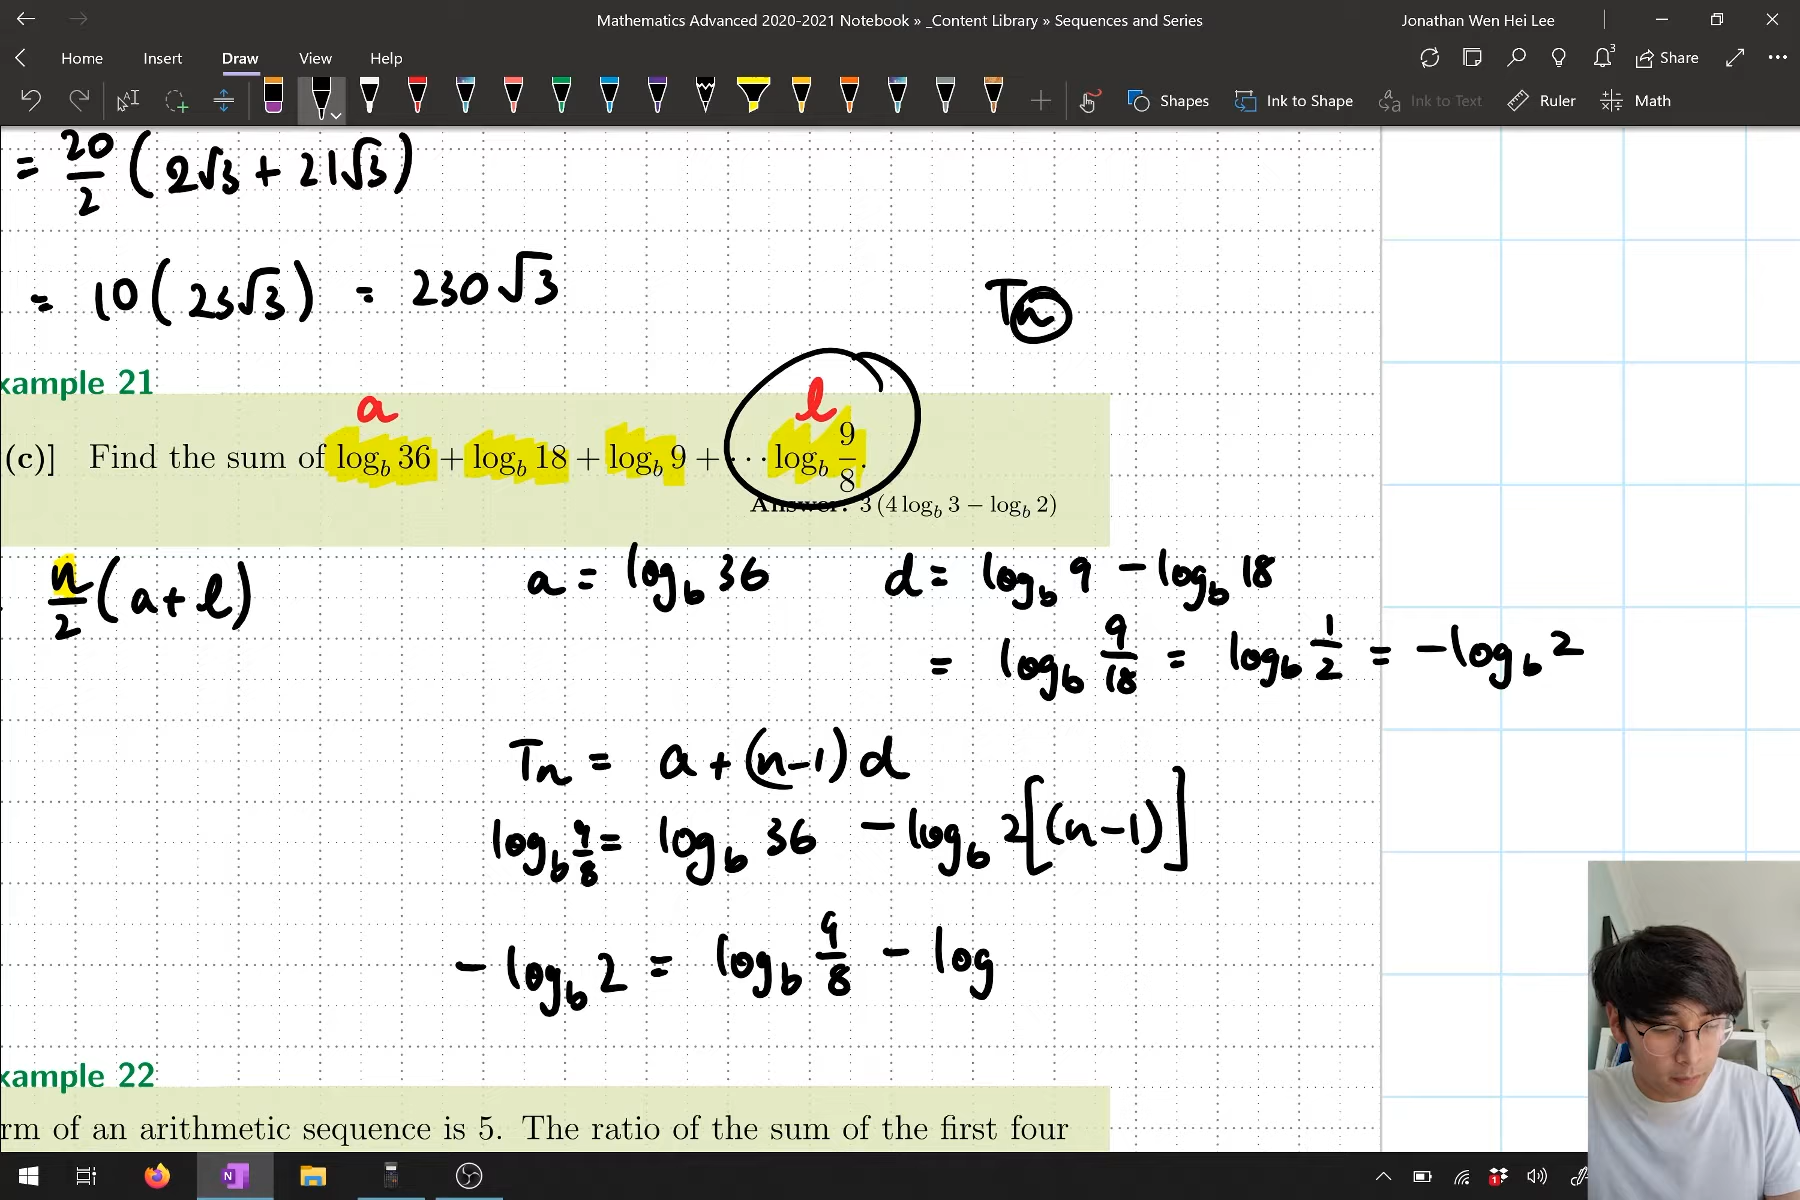 Mathematics Advanced 2020-2021 Notebook » _Content Library » Sequences and Series
Jonathan Wen Hei Lee
Home Insert Draw View Help
3 Share
Shapes Ink to Shape Ink to Text Ruler Math
= 20/2 (2√3 + 21√3)
= 10(23√3) = 230√3
Tn
xample 21
a l
(c)] Find the sum of log_b 36 + log_b 18 + log_b 9 + ··· log_b 9/8.
Answer: 3 (4 log_b 3 − log_b 2)
n/2 (a + l)
a = log_b 36 d = log_b 9 − log_b 18
= log_b 9/18 = log_b 1/2 = − log_b 2
Tn = a + (n−1) d
log_b 9/8 = log_b 36 − log_b 2[(n−1)]
− log_b 2 = log_b 9/8 − log
xample 22
rm of an arithmetic sequence is 5. The ratio of the sum of the first four
N 1